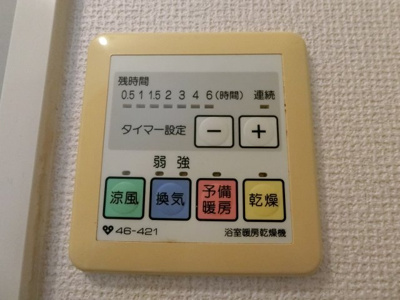 残時間
0.5 1 1.5 2 3 4 6 (時間) 連続
タイマー設定 － ＋
弱 強
涼風 換気 予備暖房 乾燥
46-421 浴室暖房乾燥機